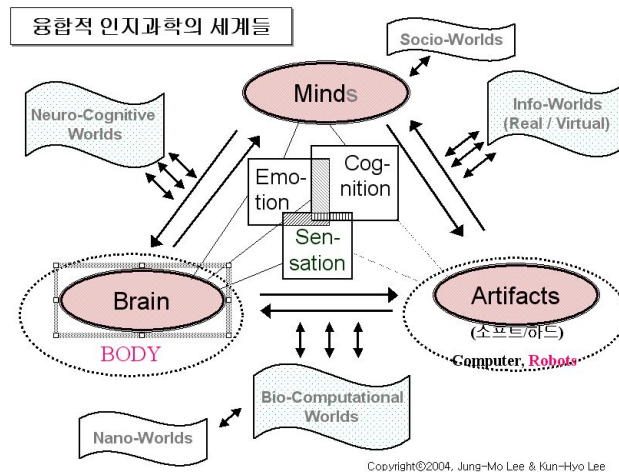 융합적 인지과학의 세계들
Socio-Worlds
Minds
Neuro-Cognitive
Worlds
Info-Worlds
(Real / Virtual)
Emo-
tion
Cog-
nition
Sen-
sation
Brain
BODY
Artifacts
(소프트/하드)
Computer, Robots
Bio-Computational
Worlds
Nano-Worlds
Copyright©2004, Jung-Mo Lee & Kun-Hyo Lee